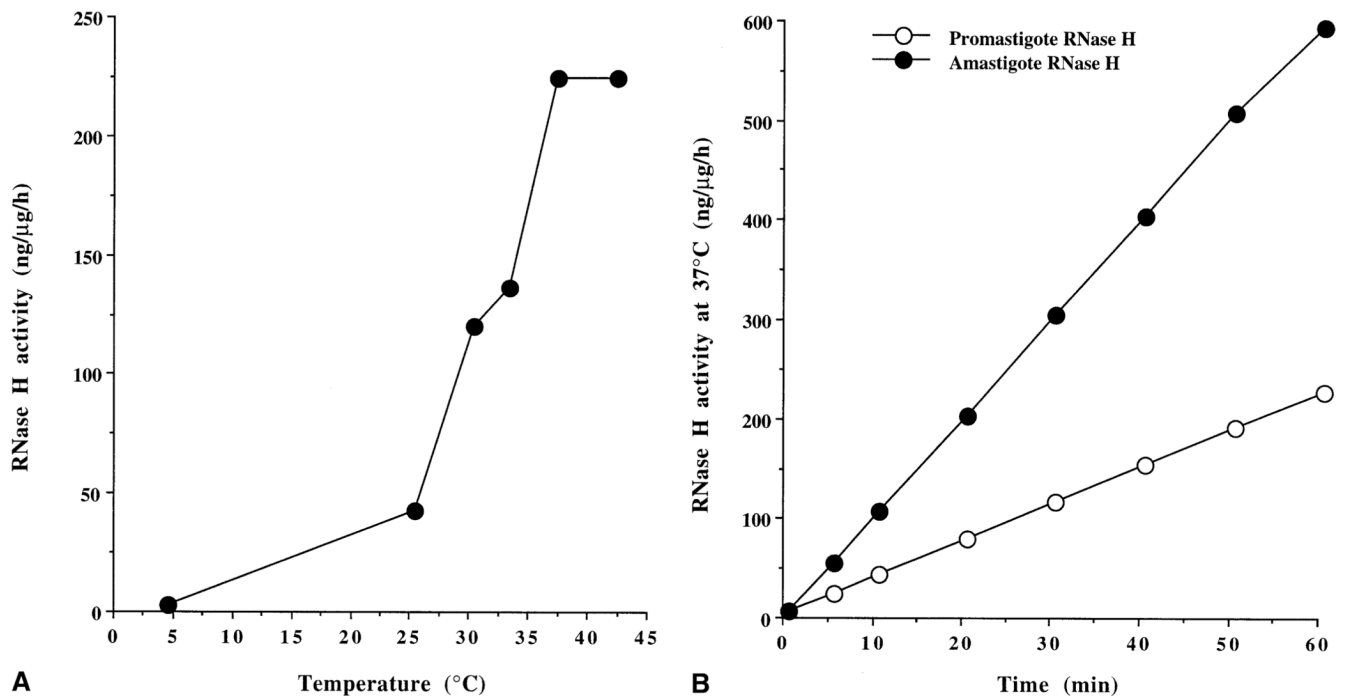 250
200
150
100
50
0
RNase H activity (ng/µg/h)
0 5 10 15 20 25 30 35 40 45
Temperature (°C)
A
600
500
400
300
200
100
0
RNase H activity at 37°C (ng/µg/h)
Promastigote RNase H
Amastigote RNase H
0 10 20 30 40 50 60
Time (min)
B